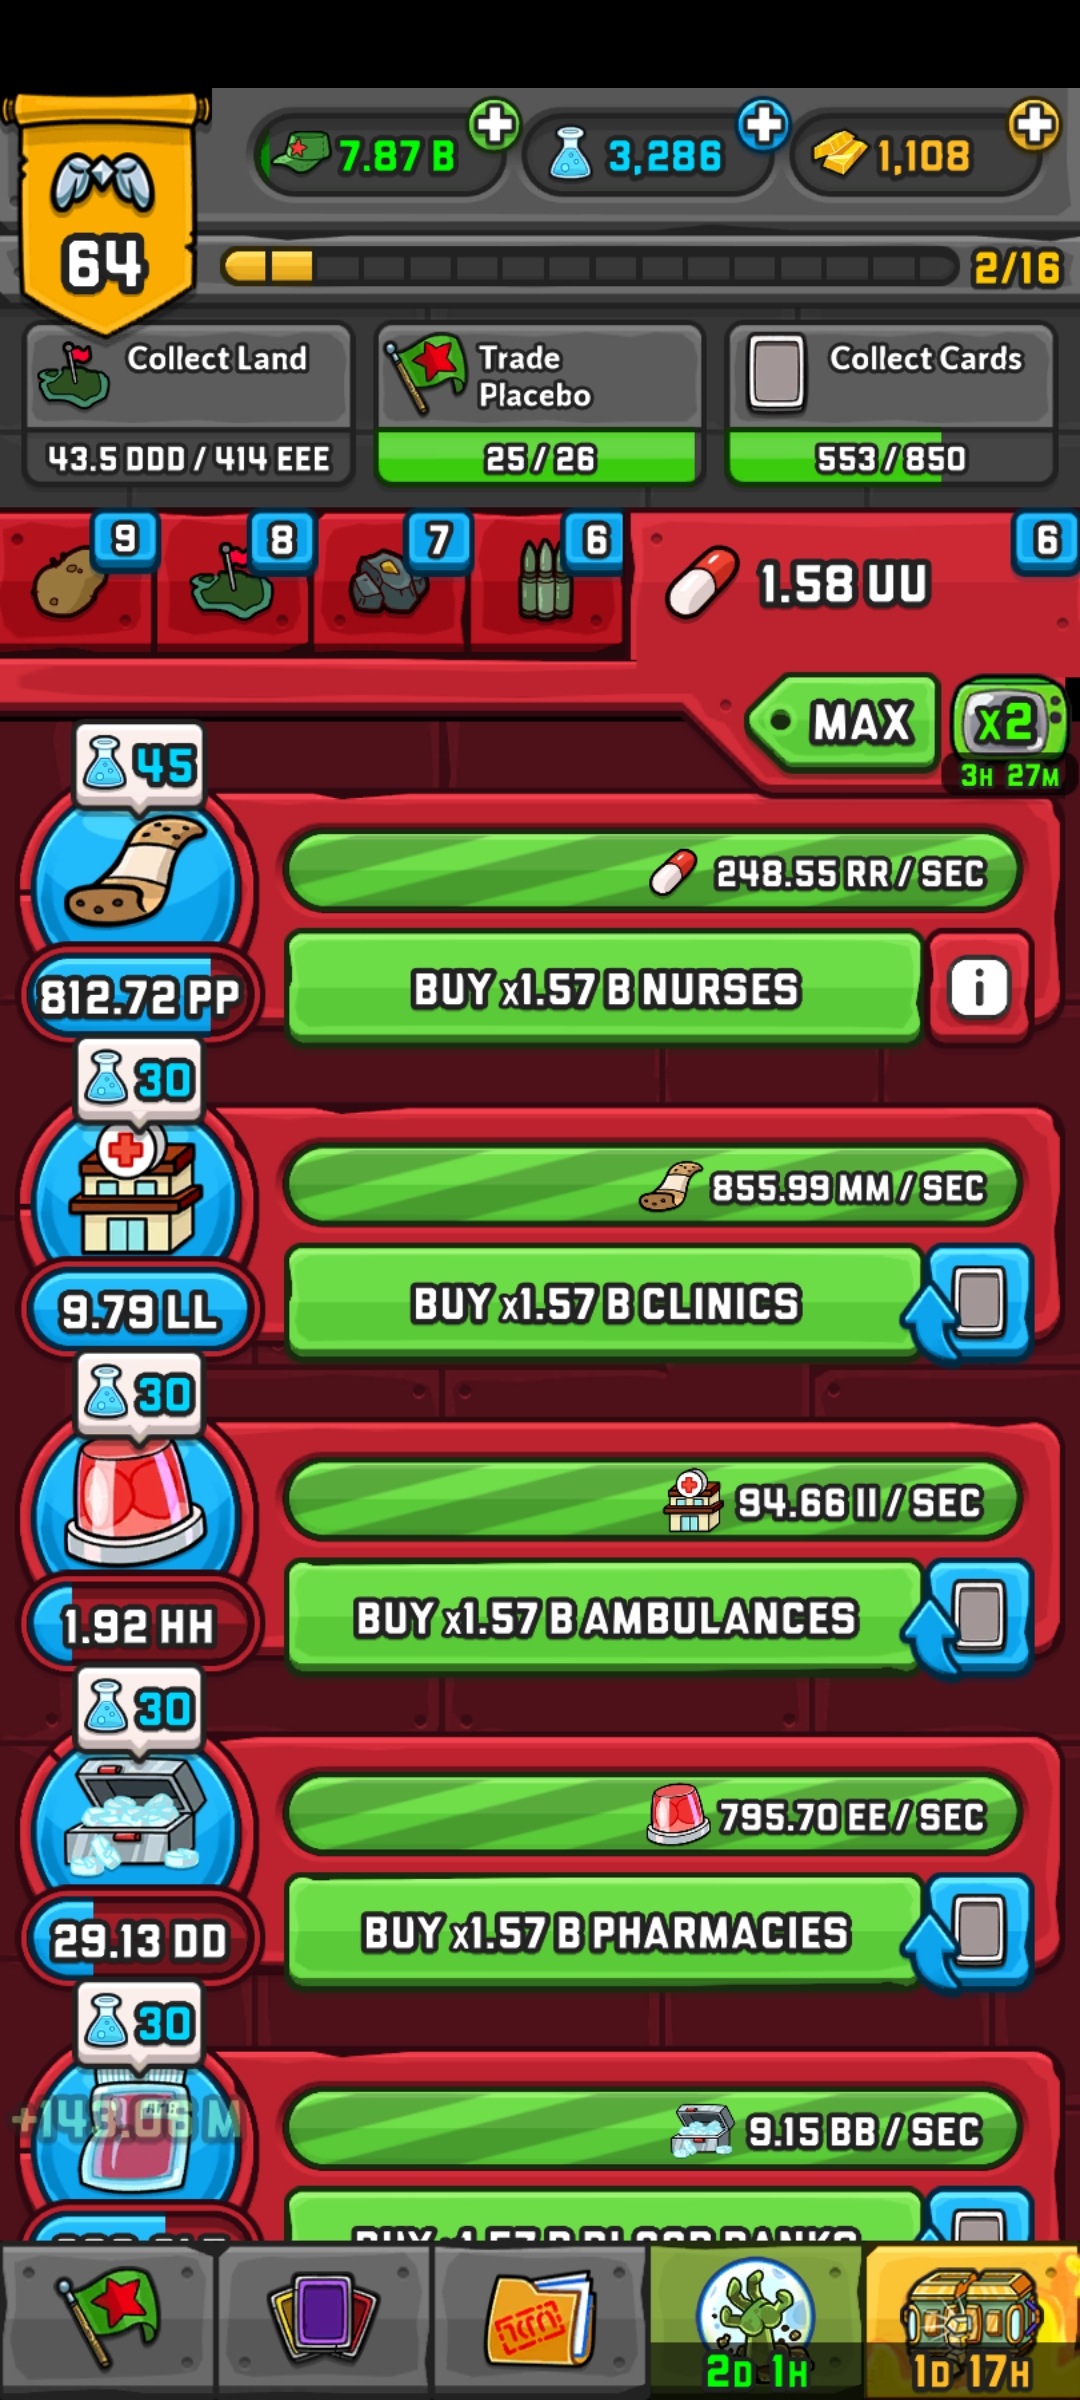 7.87 B
3,286
1,108
64
2/16
Collect Land
43.5 DDD / 414 EEE
Trade
Placebo
25 / 26
Collect Cards
553 / 850
9
8
7
6
1.58 UU
6
MAX
x2
3H 27M
45
248.55 RR / SEC
812.72 PP
BUY x1.57 B NURSES
i
30
855.99 MM / SEC
9.79 LL
BUY x1.57 B CLINICS
30
94.66 II / SEC
1.92 HH
BUY x1.57 B AMBULANCES
30
795.70 EE / SEC
29.13 DD
BUY x1.57 B PHARMACIES
30
+143.06 M
9.15 BB / SEC
BUY x1.57 B BLOOD BANKS
2D 1H
1D 17H